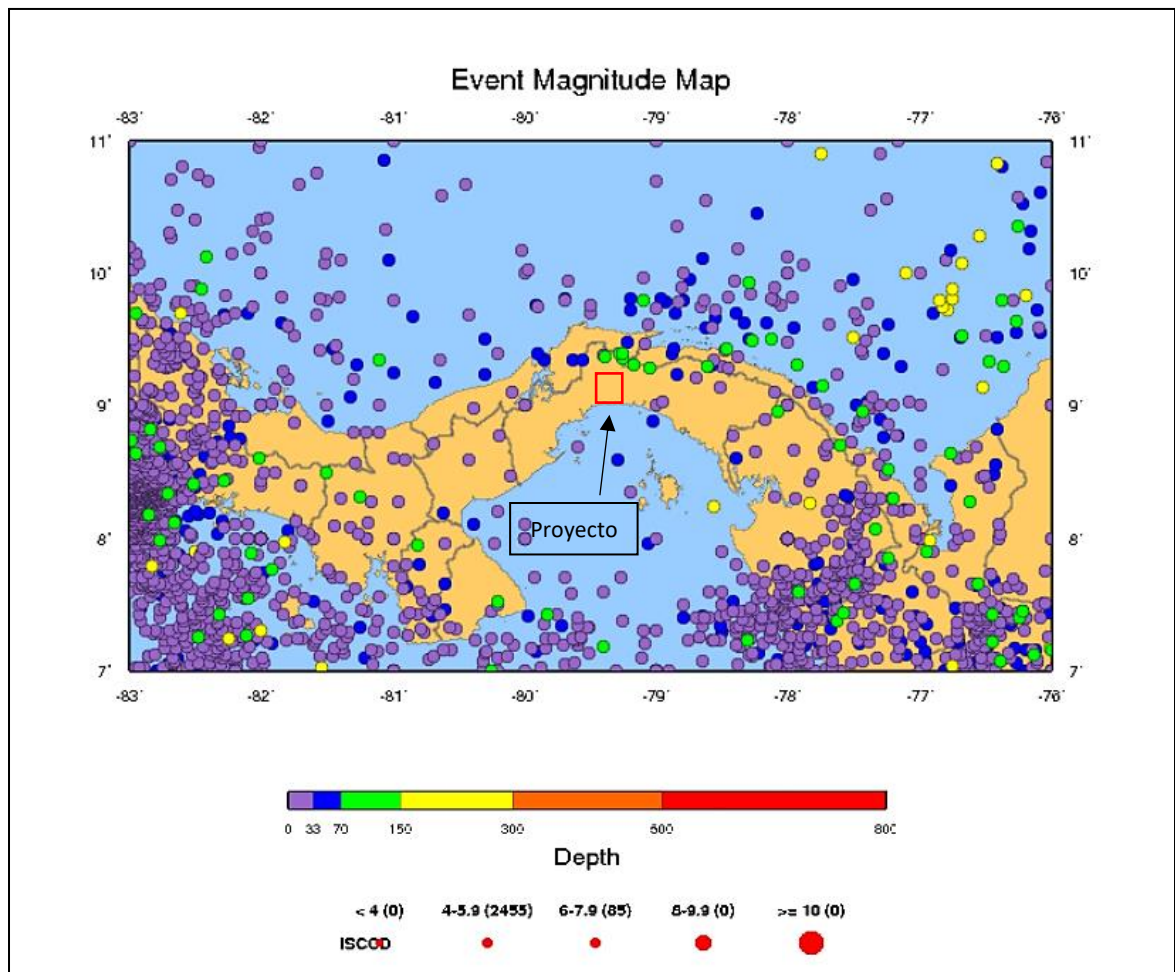 Event Magnitude Map
-83' -82' -81' -80' -79' -78' -77' -76'
11' 11'
10' 10'
9' 9'
Proyecto
8' 8'
7' 7'
-83' -82' -81' -80' -79' -78' -77' -76'
0 33 70 150 300 500 800
Depth
< 4 (0) 4-5.9 (2455) 6-7.9 (85) 8-9.9 (0) >= 10 (0)